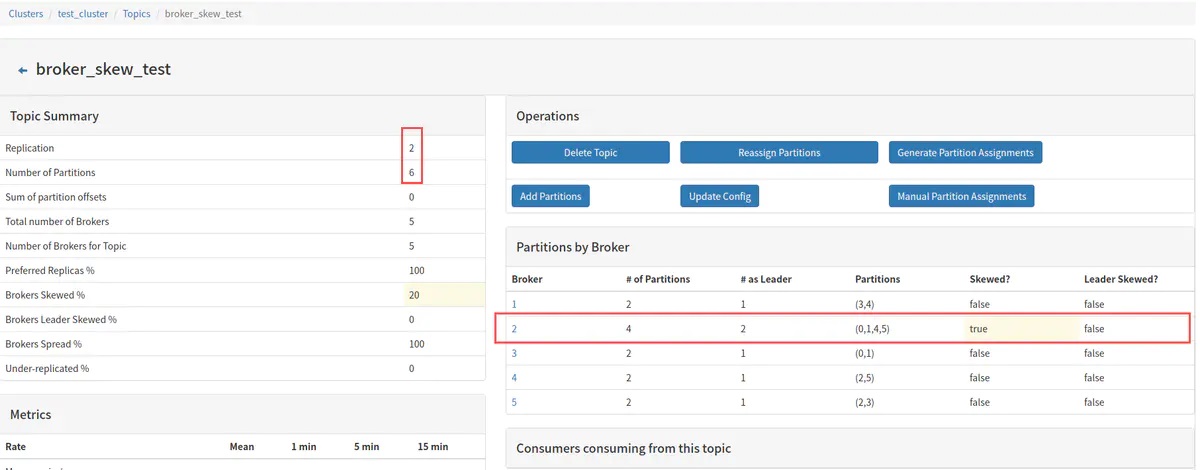 Clusters / test_cluster / Topics / broker_skew_test
broker_skew_test
Topic Summary
Replication 2
Number of Partitions 6
Sum of partition offsets 0
Total number of Brokers 5
Number of Brokers for Topic 5
Preferred Replicas % 100
Brokers Skewed % 20
Brokers Leader Skewed % 0
Brokers Spread % 100
Under-replicated % 0
Metrics
Rate Mean 1 min 5 min 15 min
Operations
Delete Topic Reassign Partitions Generate Partition Assignments
Add Partitions Update Config Manual Partition Assignments
Partitions by Broker
Broker # of Partitions # as Leader Partitions Skewed? Leader Skewed?
1 2 1 (3,4) false false
2 4 2 (0,1,4,5) true false
3 2 1 (0,1) false false
4 2 1 (2,5) false false
5 2 1 (2,3) false false
Consumers consuming from this topic